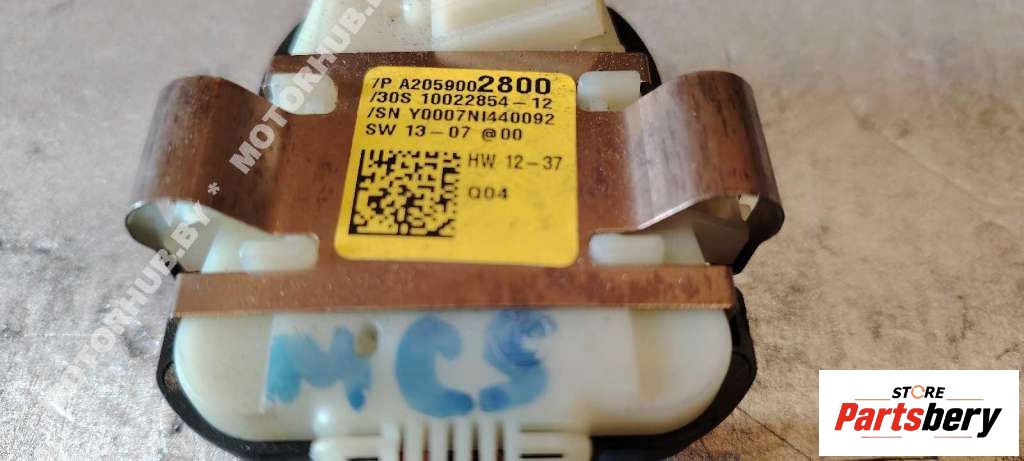 /P A2059002800
/30S 10022854-12
/SN Y0007NI440092
SW 13-07 @00
HW 12-37
Q04
MCS
MOTORHUB.BY * MOTORHUB.BY
STORE
Partsbery